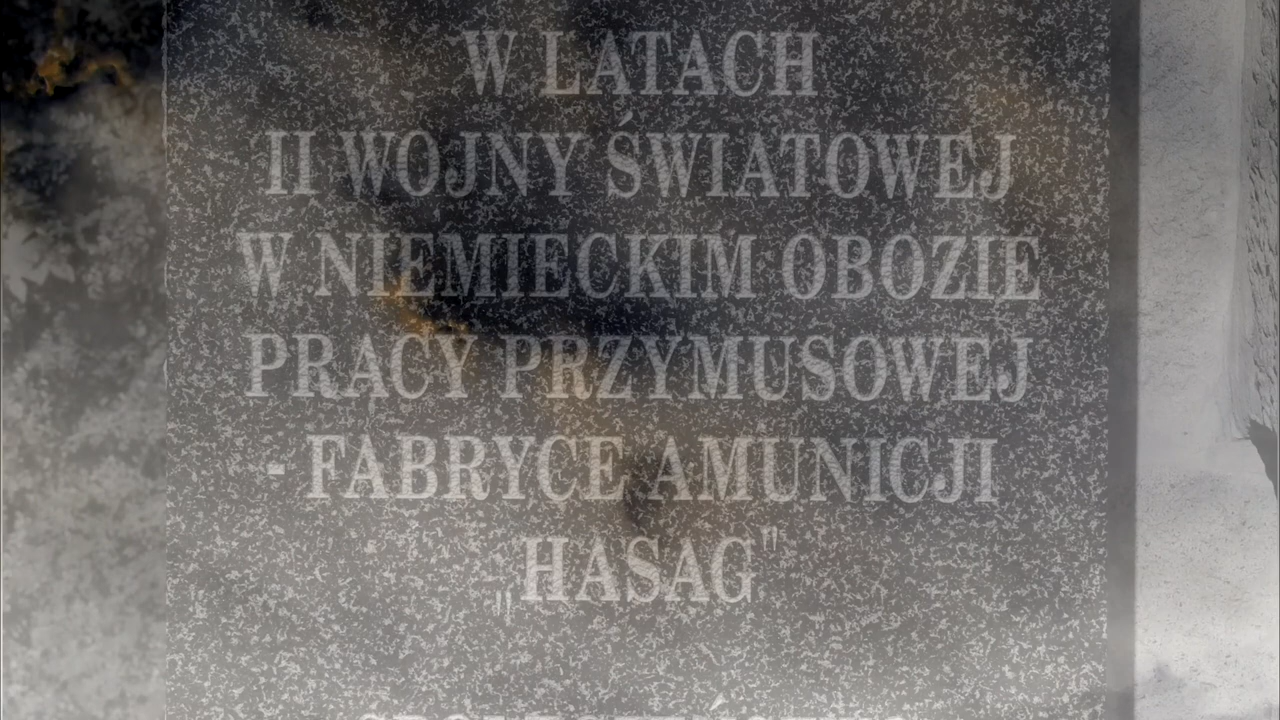 W LATACH
II WOJNY ŚWIATOWEJ
W NIEMIECKIM OBOZIE
PRACY PRZYMUSOWEJ
- FABRYCE AMUNICJI
„HASAG"